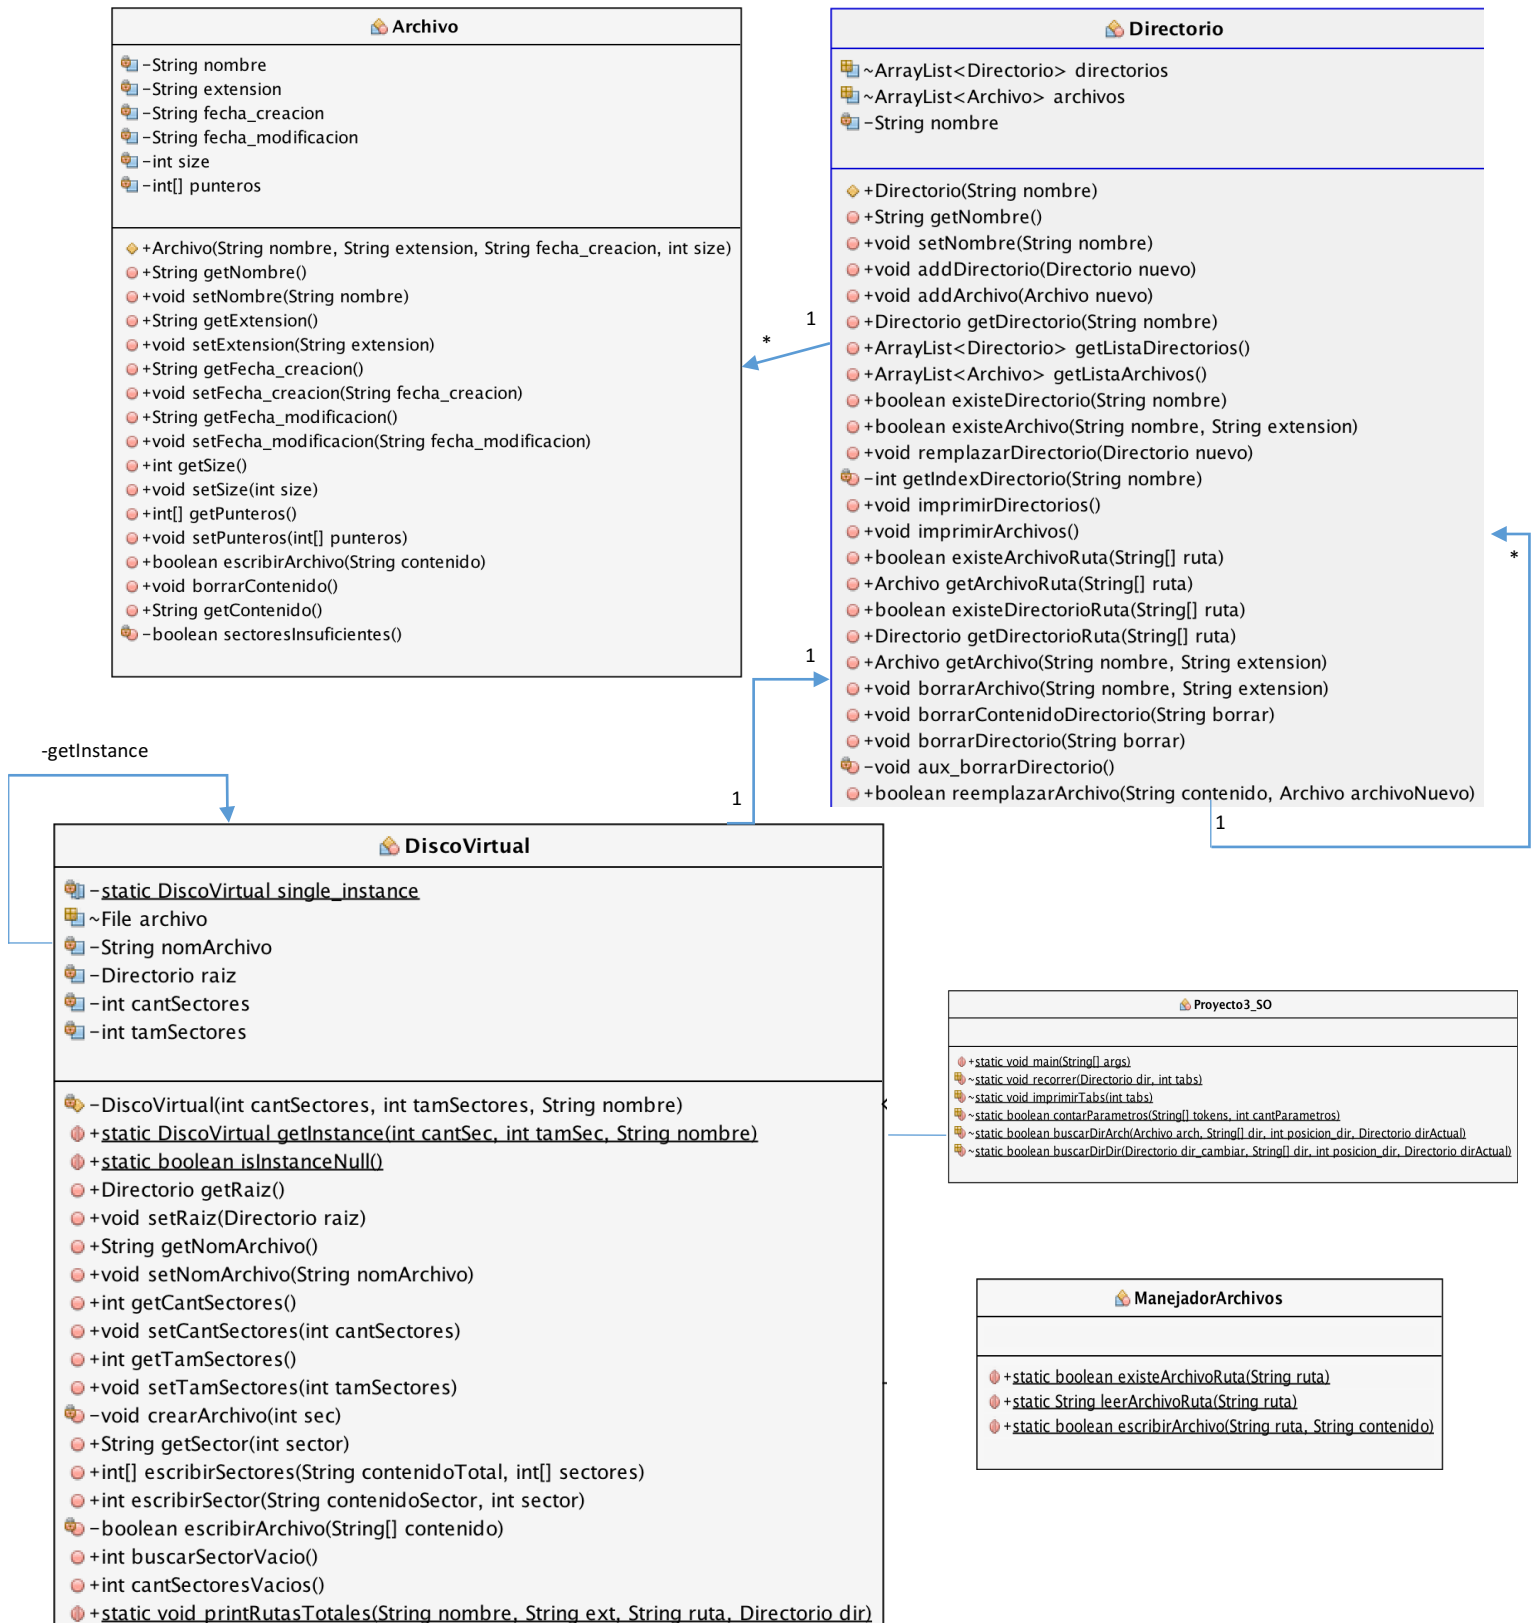 Archivo
-String nombre
-String extension
-String fecha_creacion
-String fecha_modificacion
-int size
-int[] punteros
+Archivo(String nombre, String extension, String fecha_creacion, int size)
+String getNombre()
+void setNombre(String nombre)
+String getExtension()
+void setExtension(String extension)
+String getFecha_creacion()
+void setFecha_creacion(String fecha_creacion)
+String getFecha_modificacion()
+void setFecha_modificacion(String fecha_modificacion)
+int getSize()
+void setSize(int size)
+int[] getPunteros()
+void setPunteros(int[] punteros)
+boolean escribirArchivo(String contenido)
+void borrarContenido()
+String getContenido()
-boolean sectoresInsuficientes()
Directorio
~ArrayList<Directorio> directorios
~ArrayList<Archivo> archivos
-String nombre
+Directorio(String nombre)
+String getNombre()
+void setNombre(String nombre)
+void addDirectorio(Directorio nuevo)
+void addArchivo(Archivo nuevo)
+Directorio getDirectorio(String nombre)
+ArrayList<Directorio> getListaDirectorios()
+ArrayList<Archivo> getListaArchivos()
+boolean existeDirectorio(String nombre)
+boolean existeArchivo(String nombre, String extension)
+void remplazarDirectorio(Directorio nuevo)
-int getIndexDirectorio(String nombre)
+void imprimirDirectorios()
+void imprimirArchivos()
+boolean existeArchivoRuta(String[] ruta)
+Archivo getArchivoRuta(String[] ruta)
+boolean existeDirectorioRuta(String[] ruta)
+Directorio getDirectorioRuta(String[] ruta)
+Archivo getArchivo(String nombre, String extension)
+void borrarArchivo(String nombre, String extension)
+void borrarContenidoDirectorio(String borrar)
+void borrarDirectorio(String borrar)
-void aux_borrarDirectorio()
+boolean reemplazarArchivo(String contenido, Archivo archivoNuevo)
1
*
1
1
*
1
-getInstance
DiscoVirtual
-static DiscoVirtual single_instance
~File archivo
-String nomArchivo
-Directorio raiz
-int cantSectores
-int tamSectores
-DiscoVirtual(int cantSectores, int tamSectores, String nombre)
+static DiscoVirtual getInstance(int cantSec, int tamSec, String nombre)
+static boolean isInstanceNull()
+Directorio getRaiz()
+void setRaiz(Directorio raiz)
+String getNomArchivo()
+void setNomArchivo(String nomArchivo)
+int getCantSectores()
+void setCantSectores(int cantSectores)
+int getTamSectores()
+void setTamSectores(int tamSectores)
-void crearArchivo(int sec)
+String getSector(int sector)
+int[] escribirSectores(String contenidoTotal, int[] sectores)
+int escribirSector(String contenidoSector, int sector)
-boolean escribirArchivo(String[] contenido)
+int buscarSectorVacio()
+int cantSectoresVacios()
+static void printRutasTotales(String nombre, String ext, String ruta, Directorio dir)
Proyecto3_SO
+static void main(String[] args)
~static void recorrer(Directorio dir, int tabs)
~static void imprimirTabs(int tabs)
~static boolean contarParametros(String[] tokens, int cantParametros)
~static boolean buscarDirArch(Archivo arch, String[] dir, int posicion_dir, Directorio dirActual)
~static boolean buscarDirDir(Directorio dir_cambiar, String[] dir, int posicion_dir, Directorio dirActual)
ManejadorArchivos
+static boolean existeArchivoRuta(String ruta)
+static String leerArchivoRuta(String ruta)
+static boolean escribirArchivo(String ruta, String contenido)